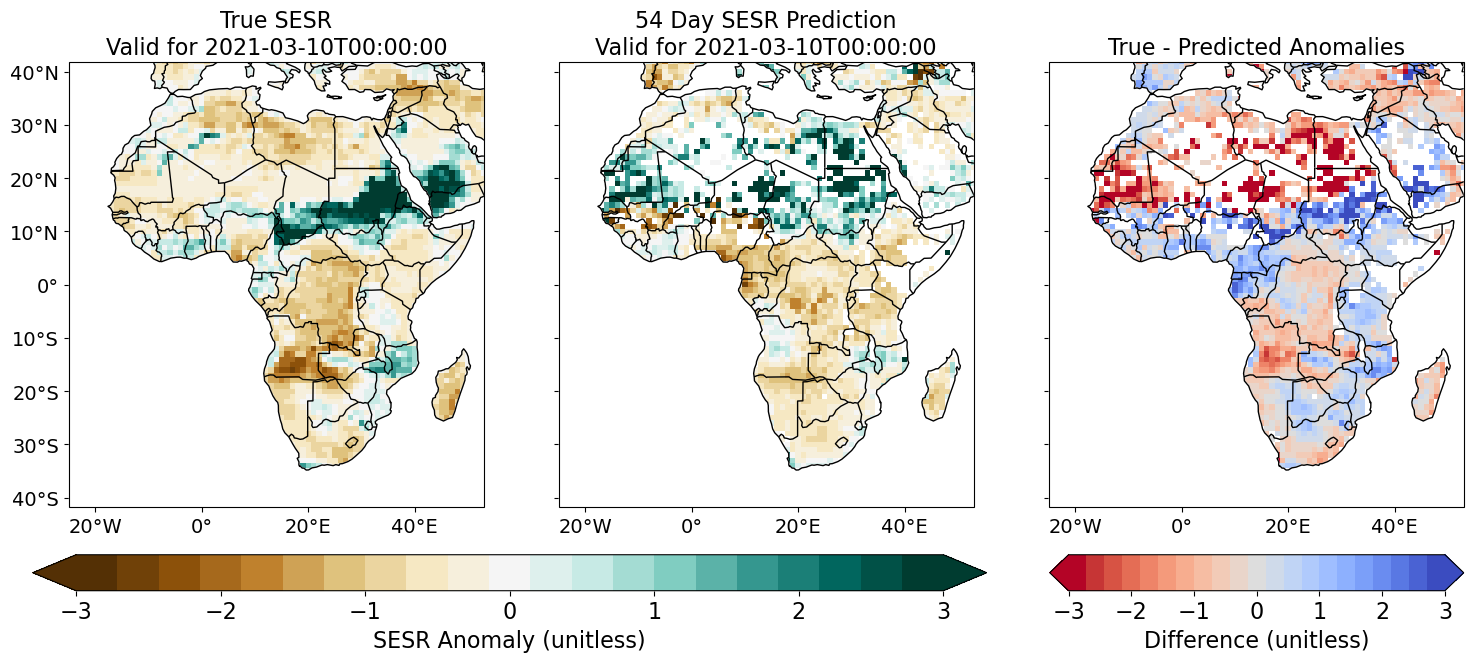 True SESR
Valid for 2021-03-10T00:00:00
54 Day SESR Prediction
Valid for 2021-03-10T00:00:00
True - Predicted Anomalies
40°N
30°N
20°N
10°N
0°
10°S
20°S
30°S
40°S
20°W 0° 20°E 40°E
20°W 0° 20°E 40°E
20°W 0° 20°E 40°E
−3 −2 −1 0 1 2 3
SESR Anomaly (unitless)
−3 −2 −1 0 1 2 3
Difference (unitless)